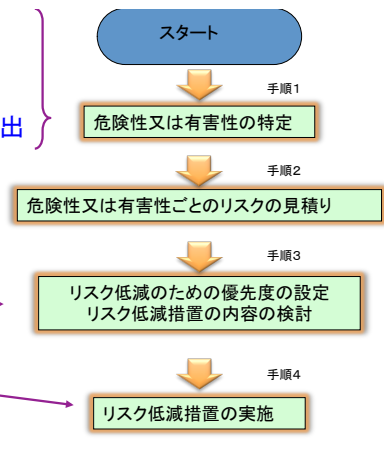 スタート
手順1
出
危険性又は有害性の特定
手順2
危険性又は有害性ごとのリスクの見積り
手順3
リスク低減のための優先度の設定
リスク低減措置の内容の検討
手順4
リスク低減措置の実施